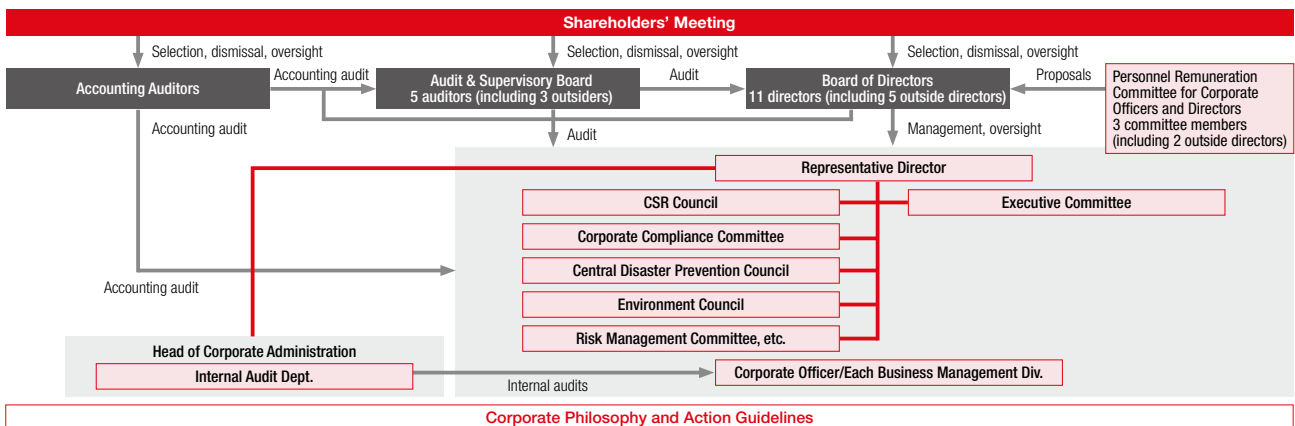 Shareholders' Meeting
Selection, dismissal, oversight
Selection, dismissal, oversight
Selection, dismissal, oversight
Accounting Auditors
Accounting audit
Audit & Supervisory Board
5 auditors (including 3 outsiders)
Audit
Board of Directors
11 directors (including 5 outside directors)
Proposals
Personnel Remuneration
Committee for Corporate
Officers and Directors
3 committee members
(including 2 outside directors)
Accounting audit
Audit
Management, oversight
Representative Director
CSR Council
Executive Committee
Corporate Compliance Committee
Central Disaster Prevention Council
Accounting audit
Environment Council
Risk Management Committee, etc.
Head of Corporate Administration
Internal Audit Dept.
Internal audits
Corporate Officer/Each Business Management Div.
Corporate Philosophy and Action Guidelines